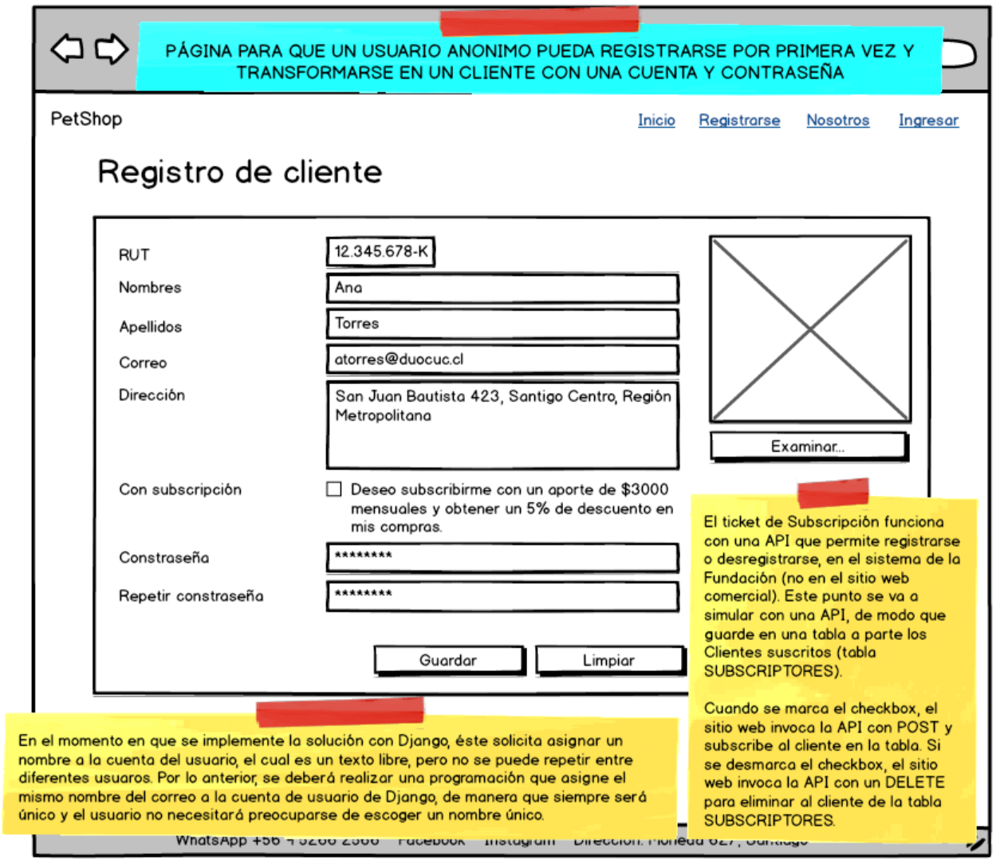 PÁGINA PARA QUE UN USUARIO ANONIMO PUEDA REGISTRARSE POR PRIMERA VEZ Y
TRANSFORMARSE EN UN CLIENTE CON UNA CUENTA Y CONTRASEÑA
PetShop
Inicio Registrarse Nosotros Ingresar
Registro de cliente
RUT 12.345.678-K
Nombres Ana
Apellidos Torres
Correo atorres@duocuc.cl
Dirección San Juan Bautista 423, Santigo Centro, Región
Metropolitana
Examinar...
Con subscripción Deseo subscribirme con un aporte de $3000
mensuales y obtener un 5% de descuento en
mis compras.
Constraseña ********
Repetir constraseña ********
Guardar Limpiar
El ticket de Subscripción funciona
con una API que permite registrarse
o desregistrarse, en el sistema de la
Fundación (no en el sitio web
comercial). Este punto se va a
simular con una API, de modo que
guarde en una tabla a parte los
Clientes suscritos (tabla
SUBSCRIPTORES).
Cuando se marca el checkbox, el
sitio web invoca la API con POST y
subscribe al cliente en la tabla. Si
se desmarca el checkbox, el sitio
web invoca la API con un DELETE
para eliminar al cliente de la tabla
SUBSCRIPTORES.
En el momento en que se implemente la solución con Django, éste solicita asignar un
nombre a la cuenta del usuario, el cual es un texto libre, pero no se puede repetir entre
diferentes usuaros. Por lo anterior, se deberá realizar una programación que asigne el
mismo nombre del correo a la cuenta de usuario de Django, de manera que siempre será
único y el usuario no necesitará preocuparse de escoger un nombre único.
WhatsApp +56 9 5266 2566 Facebook Instagram Dirección: Moneda 627, Santiago